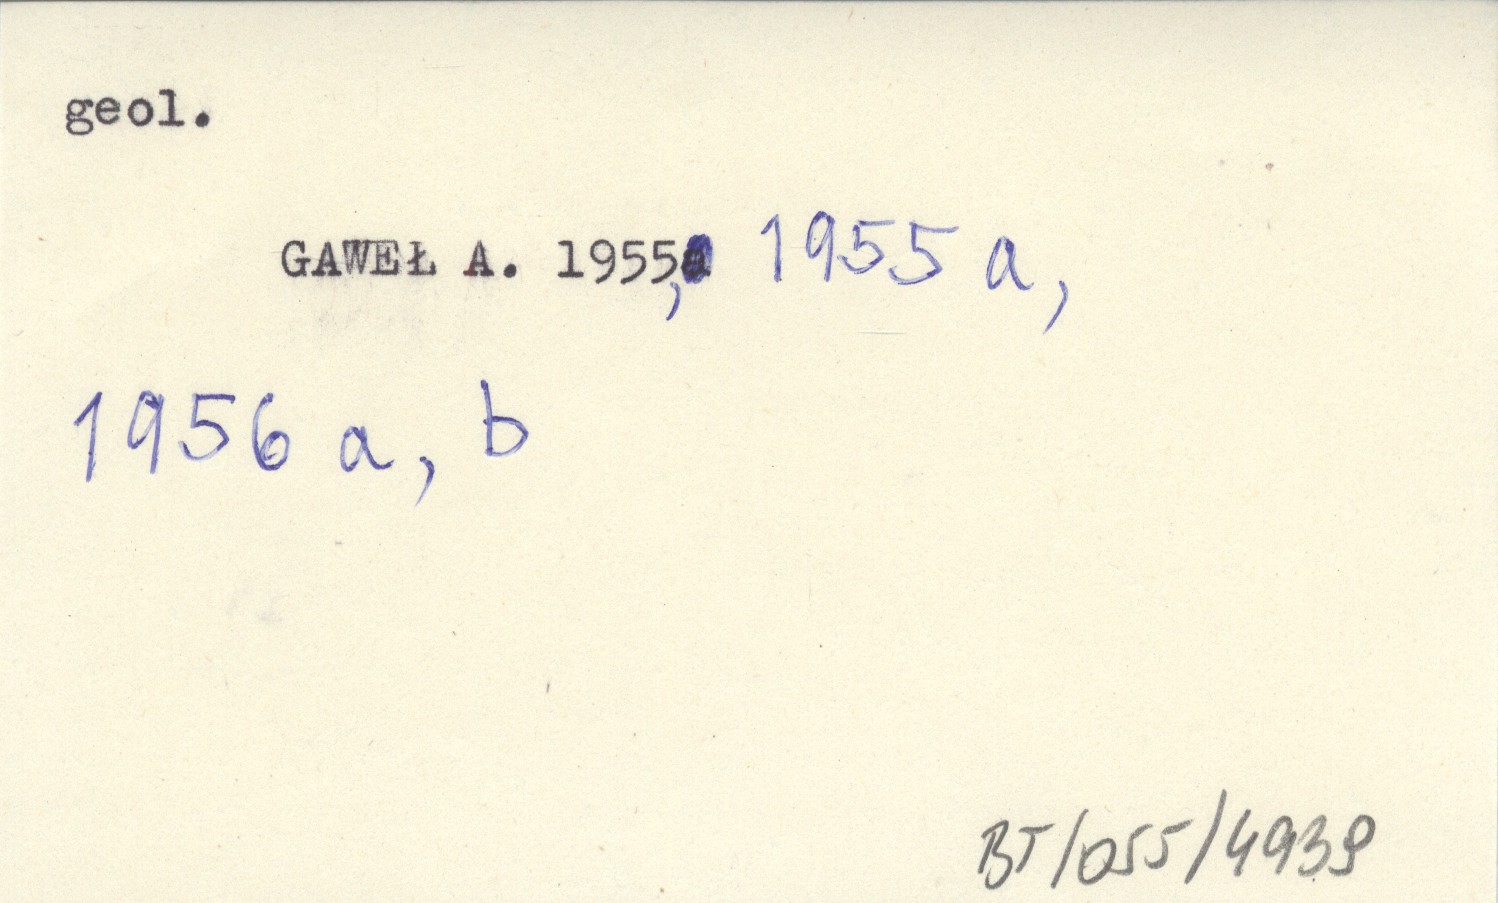 geol.
GAWEŁ A. 1955, 1955 a,
1956 a, b
BT/055/4939